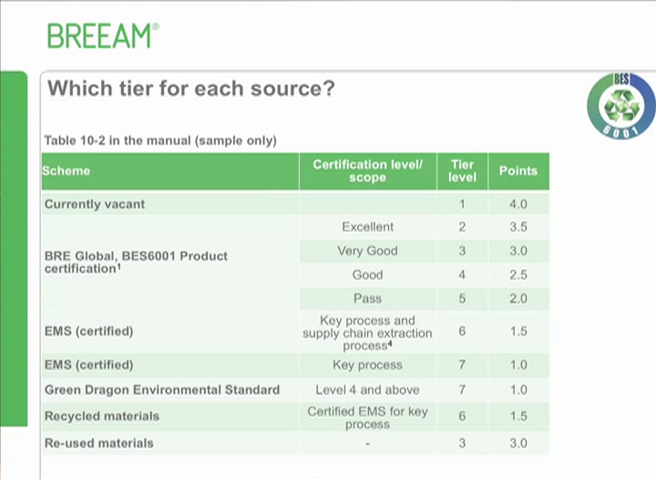 BREEAM®
Which tier for each source?
BES
6001
Table 10-2 in the manual (sample only)
Scheme Certification level/ scope Tier level Points
Currently vacant 1 4.0
BRE Global, BES6001 Product certification¹ Excellent 2 3.5
Very Good 3 3.0
Good 4 2.5
Pass 5 2.0
EMS (certified) Key process and supply chain extraction process⁴ 6 1.5
EMS (certified) Key process 7 1.0
Green Dragon Environmental Standard Level 4 and above 7 1.0
Recycled materials Certified EMS for key process 6 1.5
Re-used materials - 3 3.0